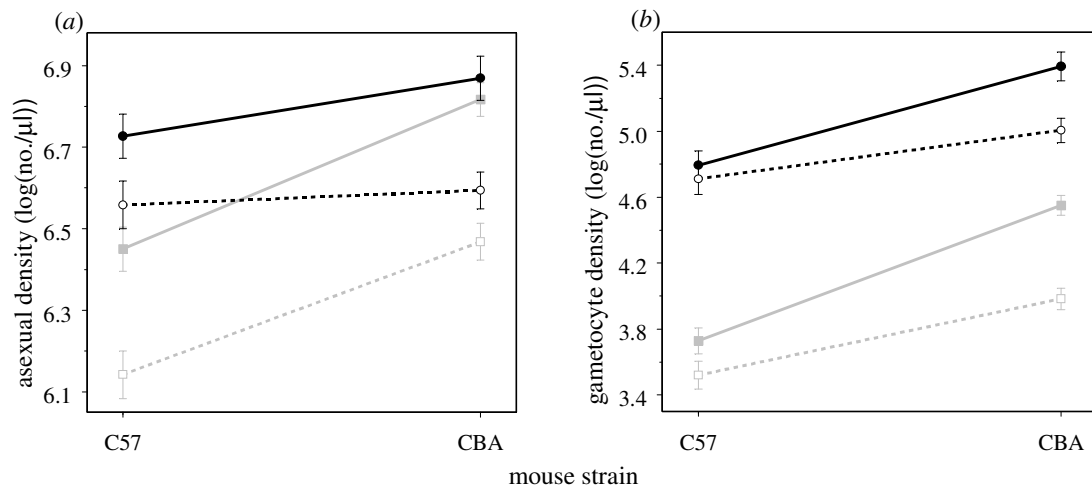 (a)
asexual density (log(no./µl))
6.9
6.7
6.5
6.3
6.1
C57
CBA
(b)
gametocyte density (log(no./µl))
5.4
5.0
4.6
4.2
3.8
3.4
C57
CBA
mouse strain